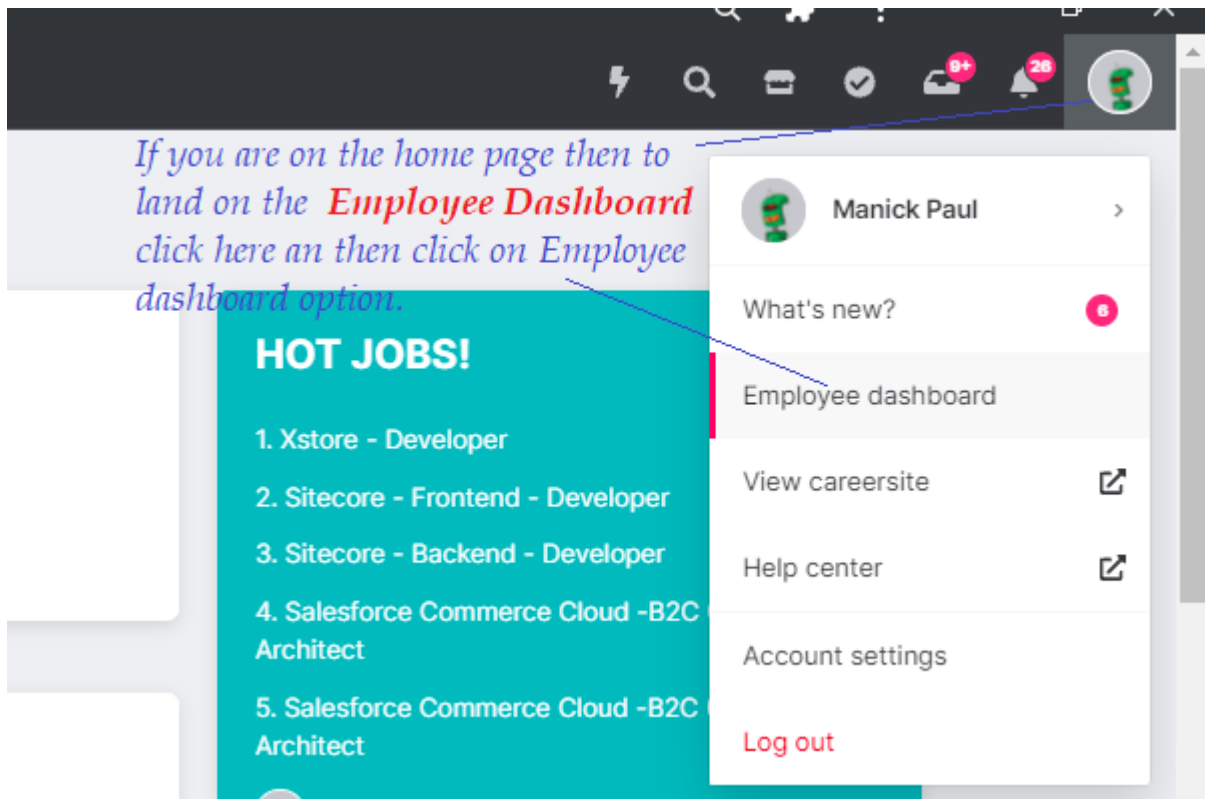 9+
26
If you are on the home page then to
land on the Employee Dashboard
click here an then click on Employee
dashboard option.
Manick Paul
What's new?
6
Employee dashboard
View careersite
Help center
Account settings
Log out
HOT JOBS!
1. Xstore - Developer
2. Sitecore - Frontend - Developer
3. Sitecore - Backend - Developer
4. Salesforce Commerce Cloud -B2C
Architect
5. Salesforce Commerce Cloud -B2C
Architect